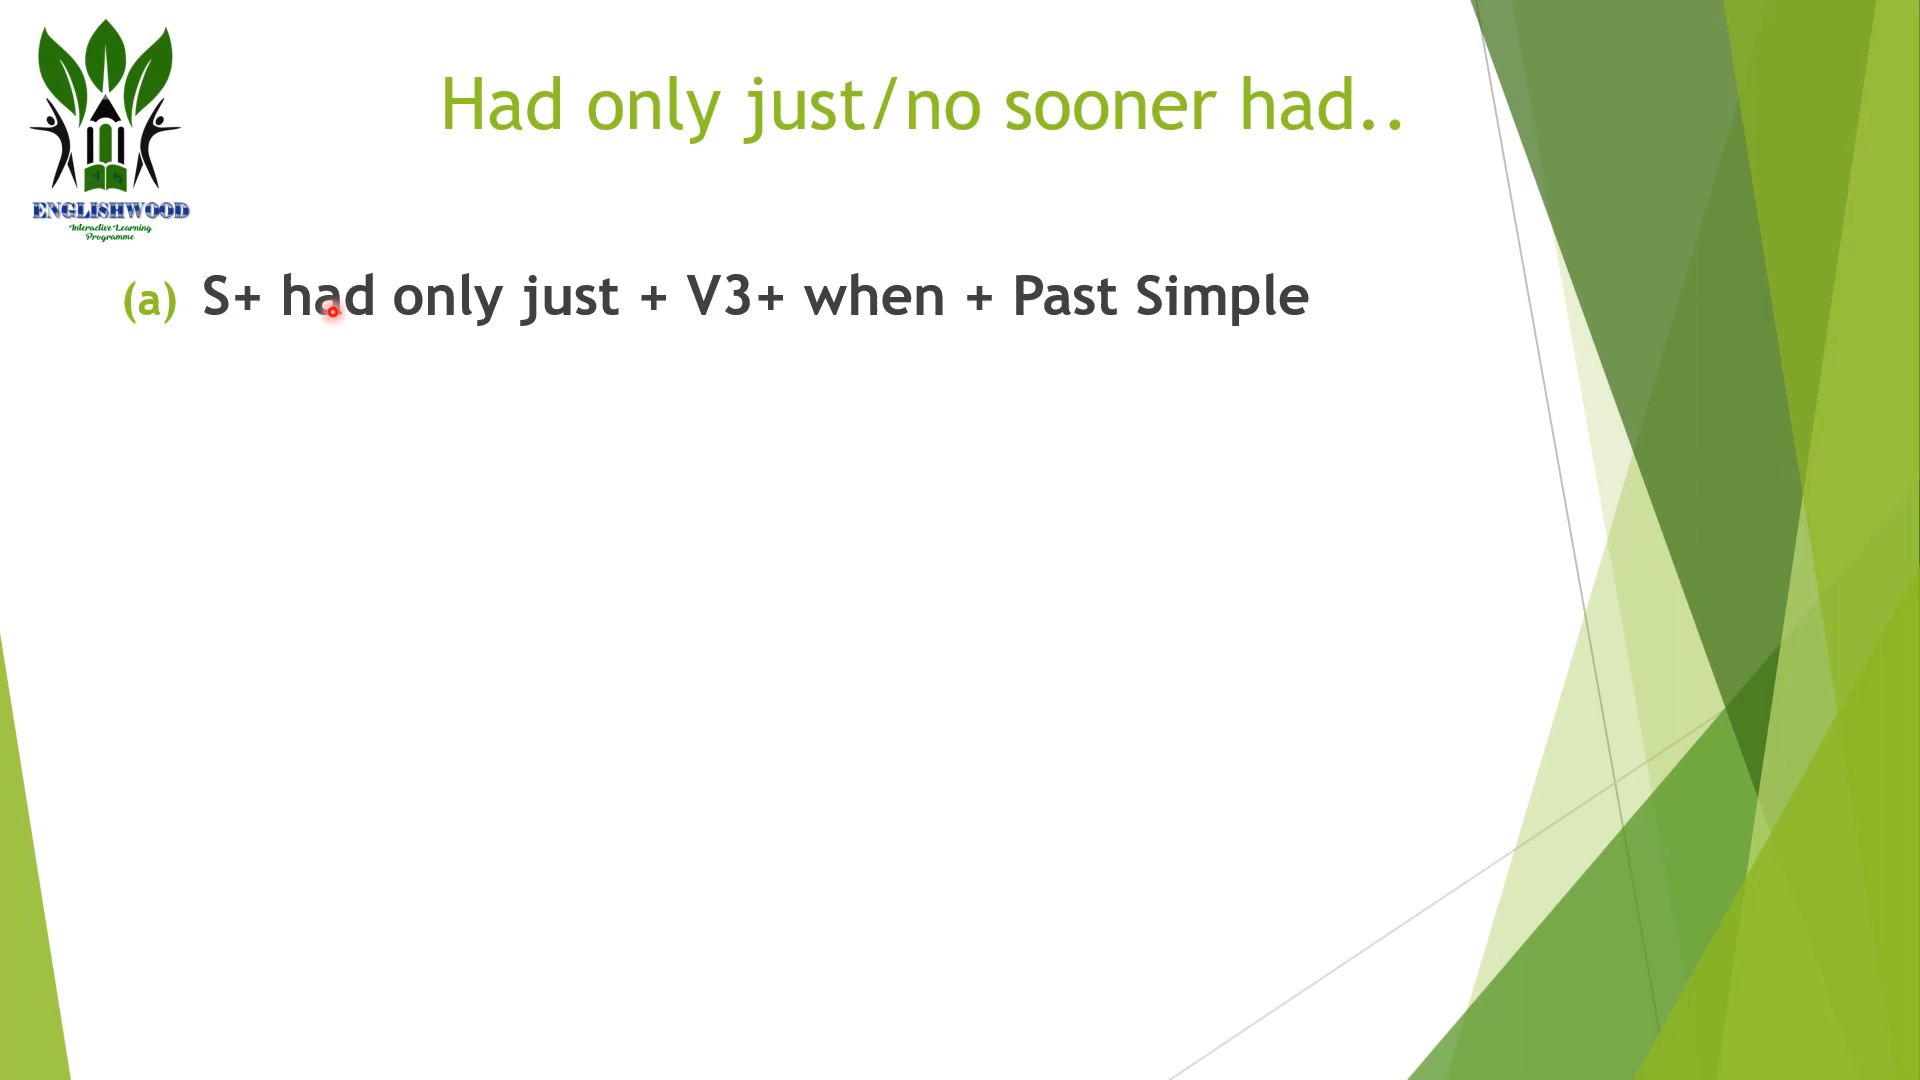 Had only just/no sooner had..
ENGLISHWOOD
Interactive Learning
Programme
(a) S+ had only just + V3+ when + Past Simple